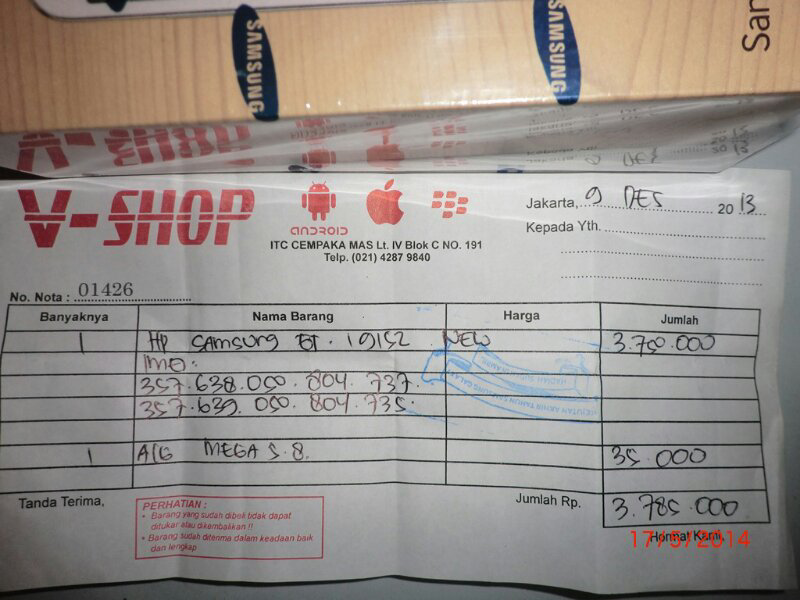 SAMSUNG
SAMSUNG
San
V-SHOP
ANDROID
ITC CEMPAKA MAS Lt. IV Blok C NO. 191
Telp. (021) 4287 9840
Jakarta, 9 DES 2013
Kepada Yth.
No. Nota : 01426
Banyaknya Nama Barang Harga Jumlah
1 HP SAMSUNG GT. 19152 NEW 3.750.000
IMEI:
357.638.050.804.737.
357.639.050.804.735.
1 A/G MEGA 5.8. 35.000
Tanda Terima, Jumlah Rp. 3.785.000
PERHATIAN :
• Barang yang sudah dibeli tidak dapat
ditukar atau dikembalikan !!
• Barang sudah diterima dalam keadaan baik
dan lengkap
Hormat Kami,
17/5/2014